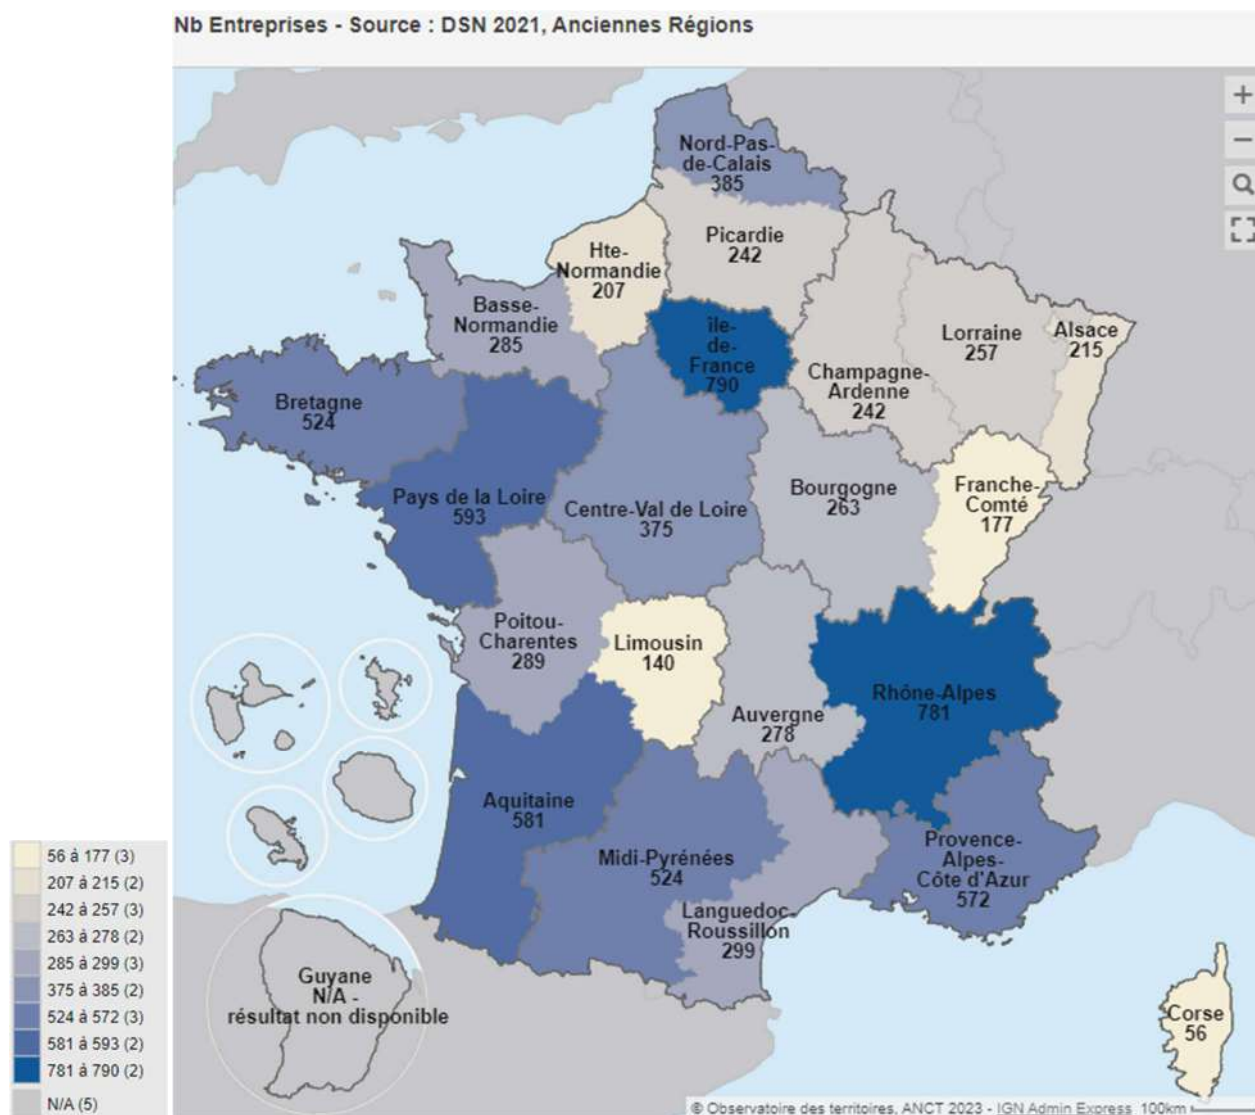 Nb Entreprises - Source : DSN 2021, Anciennes Régions
+
−
Nord-Pas-
de-Calais
385
Picardie
242
Hte-
Normandie
207
Basse-
Normandie
285
île-
de-
France
790
Champagne-
Ardenne
242
Lorraine
257
Alsace
215
Bretagne
524
Pays de la Loire
593
Centre-Val de Loire
375
Bourgogne
263
Franche-
Comté
177
Poitou-
Charentes
289
Limousin
140
Auvergne
278
Rhône-Alpes
781
Aquitaine
581
Midi-Pyrénées
524
Languedoc-
Roussillon
299
Provence-
Alpes-
Côte d'Azur
572
Corse
56
Guyane
N/A -
résultat non disponible
56 à 177 (3)
207 à 215 (2)
242 à 257 (3)
263 à 278 (2)
285 à 299 (3)
375 à 385 (2)
524 à 572 (3)
581 à 593 (2)
781 à 790 (2)
N/A (5)
© Observatoire des territoires, ANCT 2023 - IGN Admin Express 100km